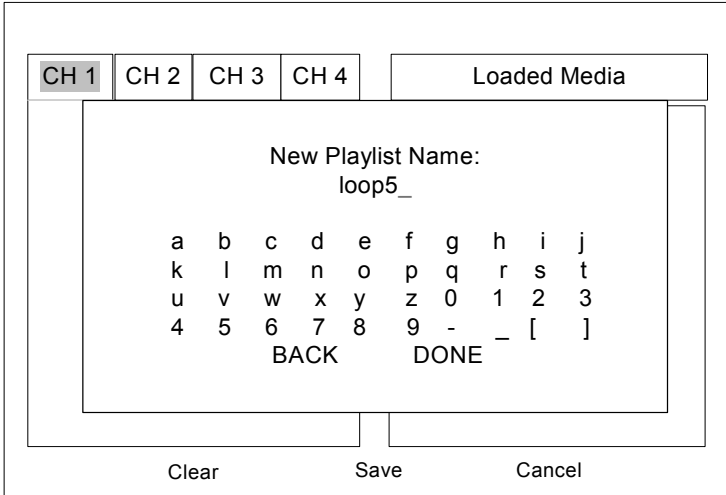 CH 1 CH 2 CH 3 CH 4 Loaded Media
New Playlist Name:
loop5_
a b c d e f g h i j
k l m n o p q r s t
u v w x y z 0 1 2 3
4 5 6 7 8 9 - _ [ ]
BACK DONE
Clear Save Cancel